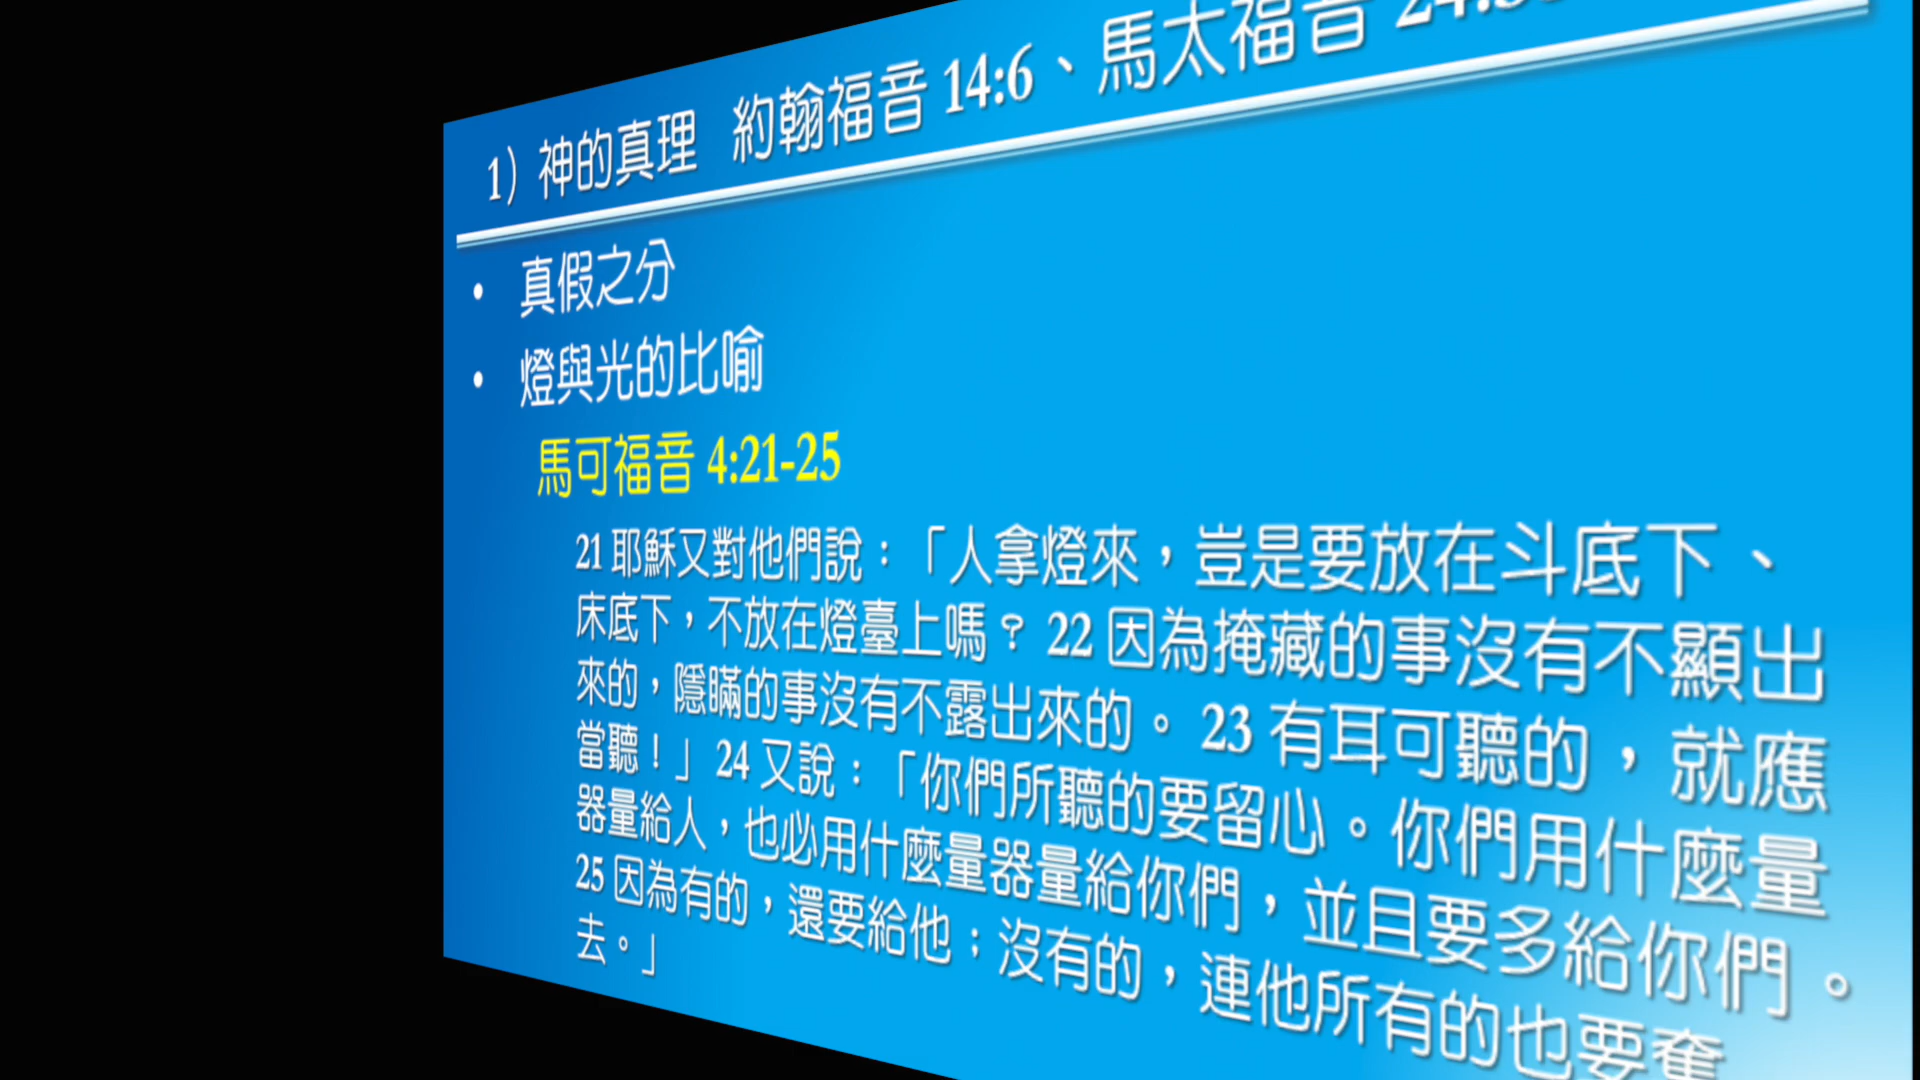 1）神的真理 約翰福音 14:6、馬太福音
• 真假之分
• 燈與光的比喻
馬可福音 4:21-25
21 耶穌又對他們說：「人拿燈來，豈是要放在斗底下、
床底下，不放在燈臺上嗎？ 22 因為掩藏的事沒有不顯出
來的，隱瞞的事沒有不露出來的。 23 有耳可聽的，就應
當聽！」 24 又說：「你們所聽的要留心。你們用什麼量
器量給人，也必用什麼量器量給你們，並且要多給你們。
25 因為有的，還要給他；沒有的，連他所有的也要奪
去。」